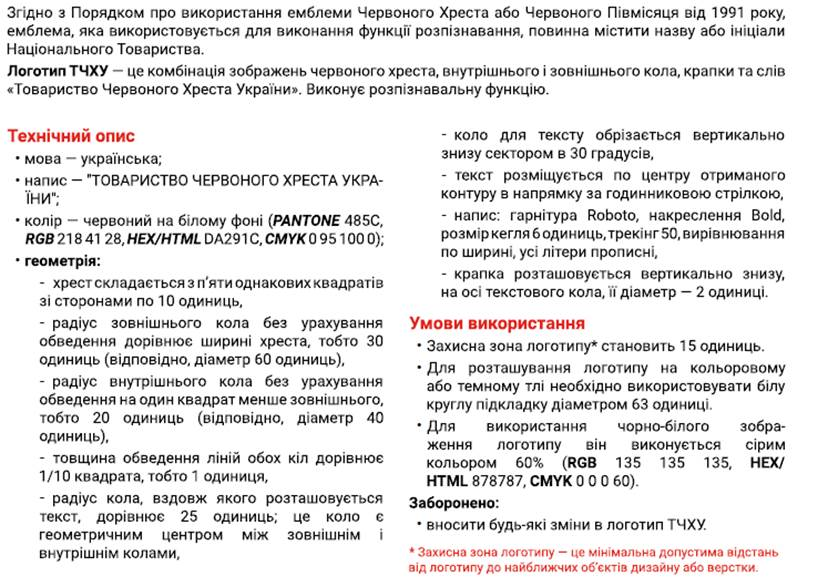 Згідно з Порядком про використання емблеми Червоного Хреста або Червоного Півмісяця від 1991 року,
емблема, яка використовується для виконання функції розпізнавання, повинна містити назву або ініціали
Національного Товариства.
Логотип ТЧХУ — це комбінація зображень червоного хреста, внутрішнього і зовнішнього кола, крапки та слів
«Товариство Червоного Хреста України». Виконує розпізнавальну функцію.
Технічний опис
• мова — українська;
• напис — "ТОВАРИСТВО ЧЕРВОНОГО ХРЕСТА УКРА-
ЇНИ";
• колір — червоний на білому фоні (PANTONE 485C,
RGB 218 41 28, HEX/HTML DA291C, CMYK 0 95 100 0);
• геометрія:
- хрест складається з п’яти однакових квадратів
зі сторонами по 10 одиниць,
- радіус зовнішнього кола без урахування
обведення дорівнює ширині хреста, тобто 30
одиниць (відповідно, діаметр 60 одиниць),
- радіус внутрішнього кола без урахування
обведення на один квадрат менше зовнішнього,
тобто 20 одиниць (відповідно, діаметр 40
одиниць),
- товщина обведення ліній обох кіл дорівнює
1/10 квадрата, тобто 1 одиниця,
- радіус кола, вздовж якого розташовується
текст, дорівнює 25 одиниць; це коло є
геометричним центром між зовнішнім і
внутрішнім колами,
- коло для тексту обрізається вертикально
знизу сектором в 30 градусів,
- текст розміщується по центру отриманого
контуру в напрямку за годинниковою стрілкою,
- напис: гарнітура Roboto, накреслення Bold,
розмір кегля 6 одиниць, трекінг 50, вирівнювання
по ширині, усі літери прописні,
- крапка розташовується вертикально знизу,
на осі текстового кола, її діаметр — 2 одиниці.
Умови використання
• Захисна зона логотипу* становить 15 одиниць.
• Для розташування логотипу на кольоровому
або темному тлі необхідно використовувати білу
круглу підкладку діаметром 63 одиниці.
• Для використання чорно-білого зобра-
ження логотипу він виконується сірим
кольором 60% (RGB 135 135 135, HEX/
HTML 878787, CMYK 0 0 0 60).
Заборонено:
• вносити будь-які зміни в логотип ТЧХУ.
* Захисна зона логотипу — це мінімальна допустима відстань
від логотипу до найближчих об’єктів дизайну або верстки.